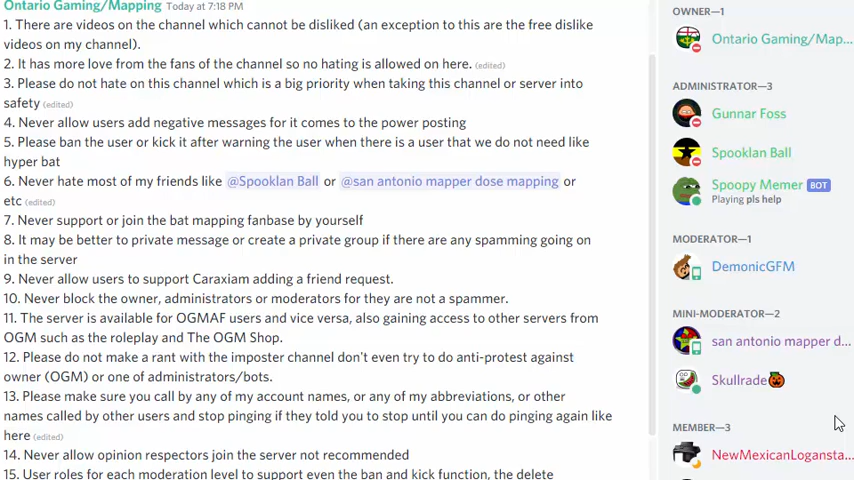 Ontario Gaming/Mapping Today at 7:18 PM
1. There are videos on the channel which cannot be disliked (an exception to this are the free dislike
videos on my channel).
2. It has more love from the fans of the channel so no hating is allowed on here. (edited)
3. Please do not hate on this channel which is a big priority when taking this channel or server into
safety (edited)
4. Never allow users add negative messages for it comes to the power posting
5. Please ban the user or kick it after warning the user when there is a user that we do not need like
hyper bat
6. Never hate most of my friends like @Spooklan Ball or @san antonio mapper dose mapping or
etc (edited)
7. Never support or join the bat mapping fanbase by yourself
8. It may be better to private message or create a private group if there are any spamming going on
in the server
9. Never allow users to support Caraxiam adding a friend request.
10. Never block the owner, administrators or moderators for they are not a spammer.
11. The server is available for OGMAF users and vice versa, also gaining access to other servers from
OGM such as the roleplay and The OGM Shop.
12. Please do not make a rant with the imposter channel don't even try to do anti-protest against
owner (OGM) or one of administrators/bots.
13. Please make sure you call by any of my account names, or any of my abbreviations, or other
names called by other users and stop pinging if they told you to stop until you can do pinging again like
here (edited)
14. Never allow opinion respectors join the server not recommended
15. User roles for each moderation level to support even the ban and kick function, the delete
OWNER—1
Ontario Gaming/Map...
ADMINISTRATOR—3
Gunnar Foss
Spooklan Ball
Spoopy Memer BOT
Playing pls help
MODERATOR—1
DemonicGFM
MINI-MODERATOR—2
san antonio mapper d...
Skullrade🎃
MEMBER—3
NewMexicanLogansta...